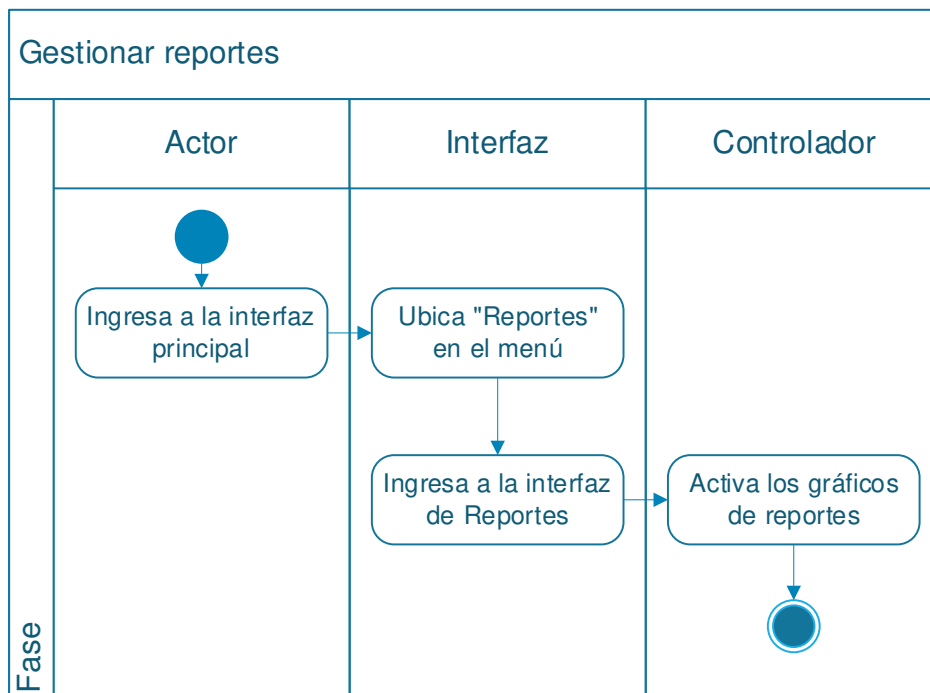 Gestionar reportes
Actor
Interfaz
Controlador
Ingresa a la interfaz
principal
Ubica "Reportes"
en el menú
Ingresa a la interfaz
de Reportes
Activa los gráficos
de reportes
Fase